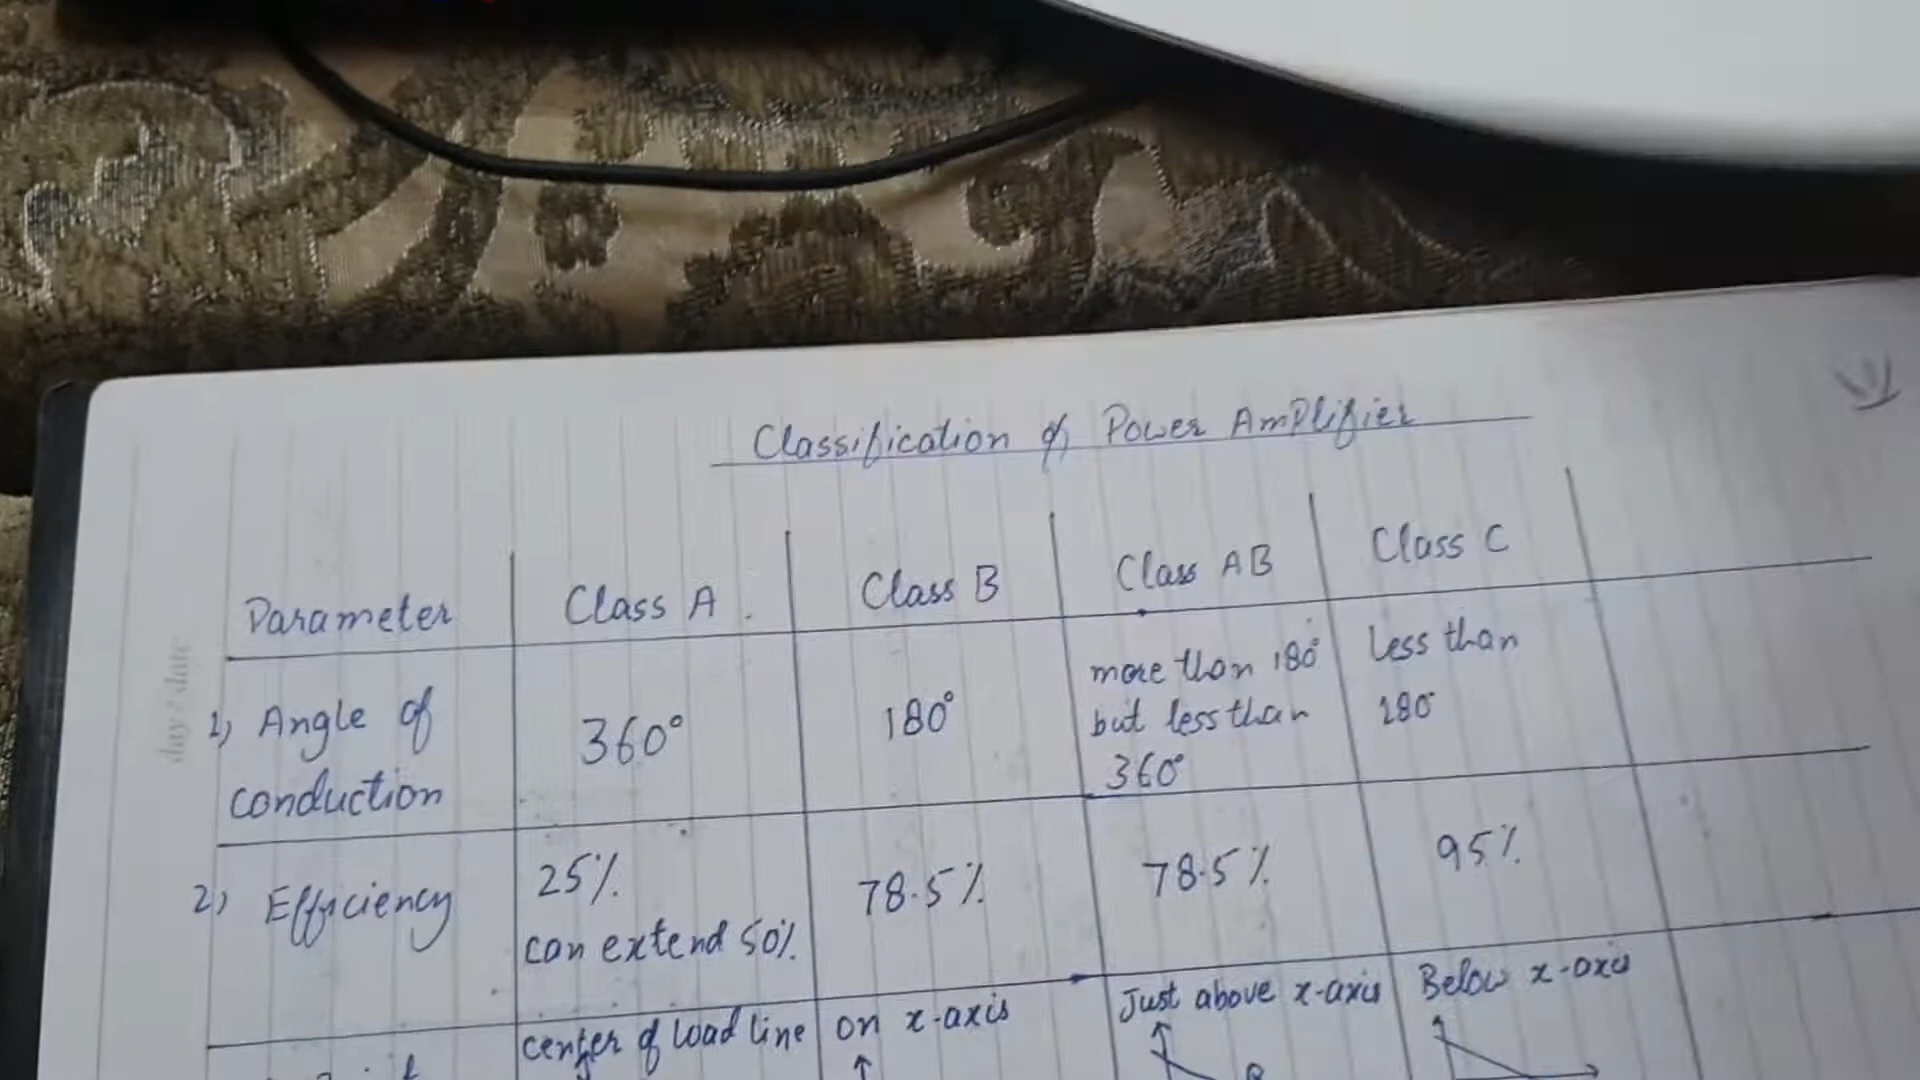 Classification of Power Amplifier
Parameter
Class A
Class B
Class AB
Class C
1) Angle of
conduction
360°
180°
more than 180°
but less than
360°
less than
180°
2) Efficiency
25%
can extend 50%
78.5%
78.5%
95%
center of load line
on x-axis
Just above x-axis
Below x-axis
day / date